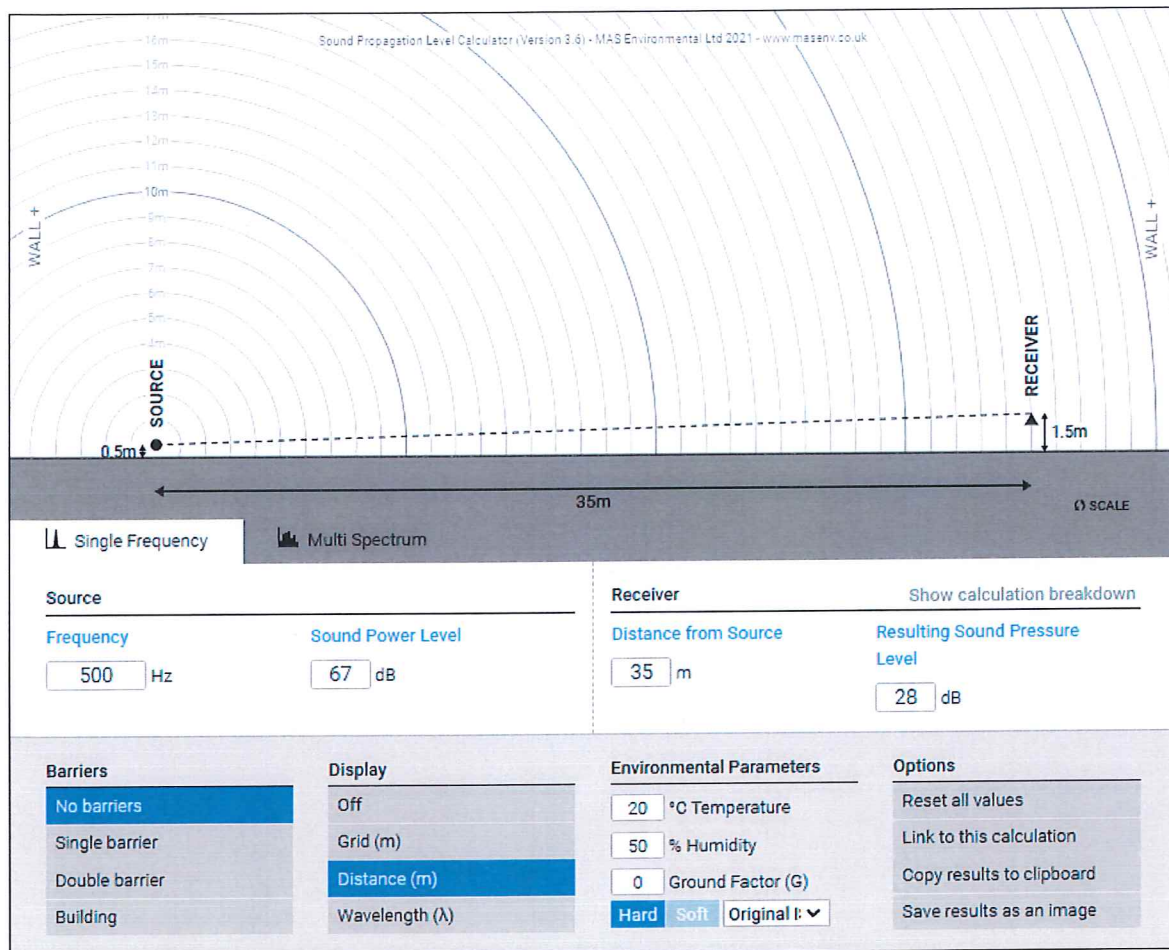 Sound Propagation Level Calculator (Version 3.6) - MAS Environmental Ltd 2021 - www.masenv.co.uk
16m
15m
14m
13m
12m
11m
10m
9m
8m
7m
6m
5m
4m
WALL +
WALL +
SOURCE
RECEIVER
0.5m
1.5m
35m
SCALE
Single Frequency
Multi Spectrum
Source
Receiver
Show calculation breakdown
Frequency
Sound Power Level
Distance from Source
Resulting Sound Pressure
Level
500 Hz
67 dB
35 m
28 dB
Barriers
Display
Environmental Parameters
Options
No barriers
Off
20 °C Temperature
Reset all values
Single barrier
Grid (m)
50 % Humidity
Link to this calculation
Double barrier
Distance (m)
0 Ground Factor (G)
Copy results to clipboard
Building
Wavelength (λ)
Hard Soft Original I
Save results as an image